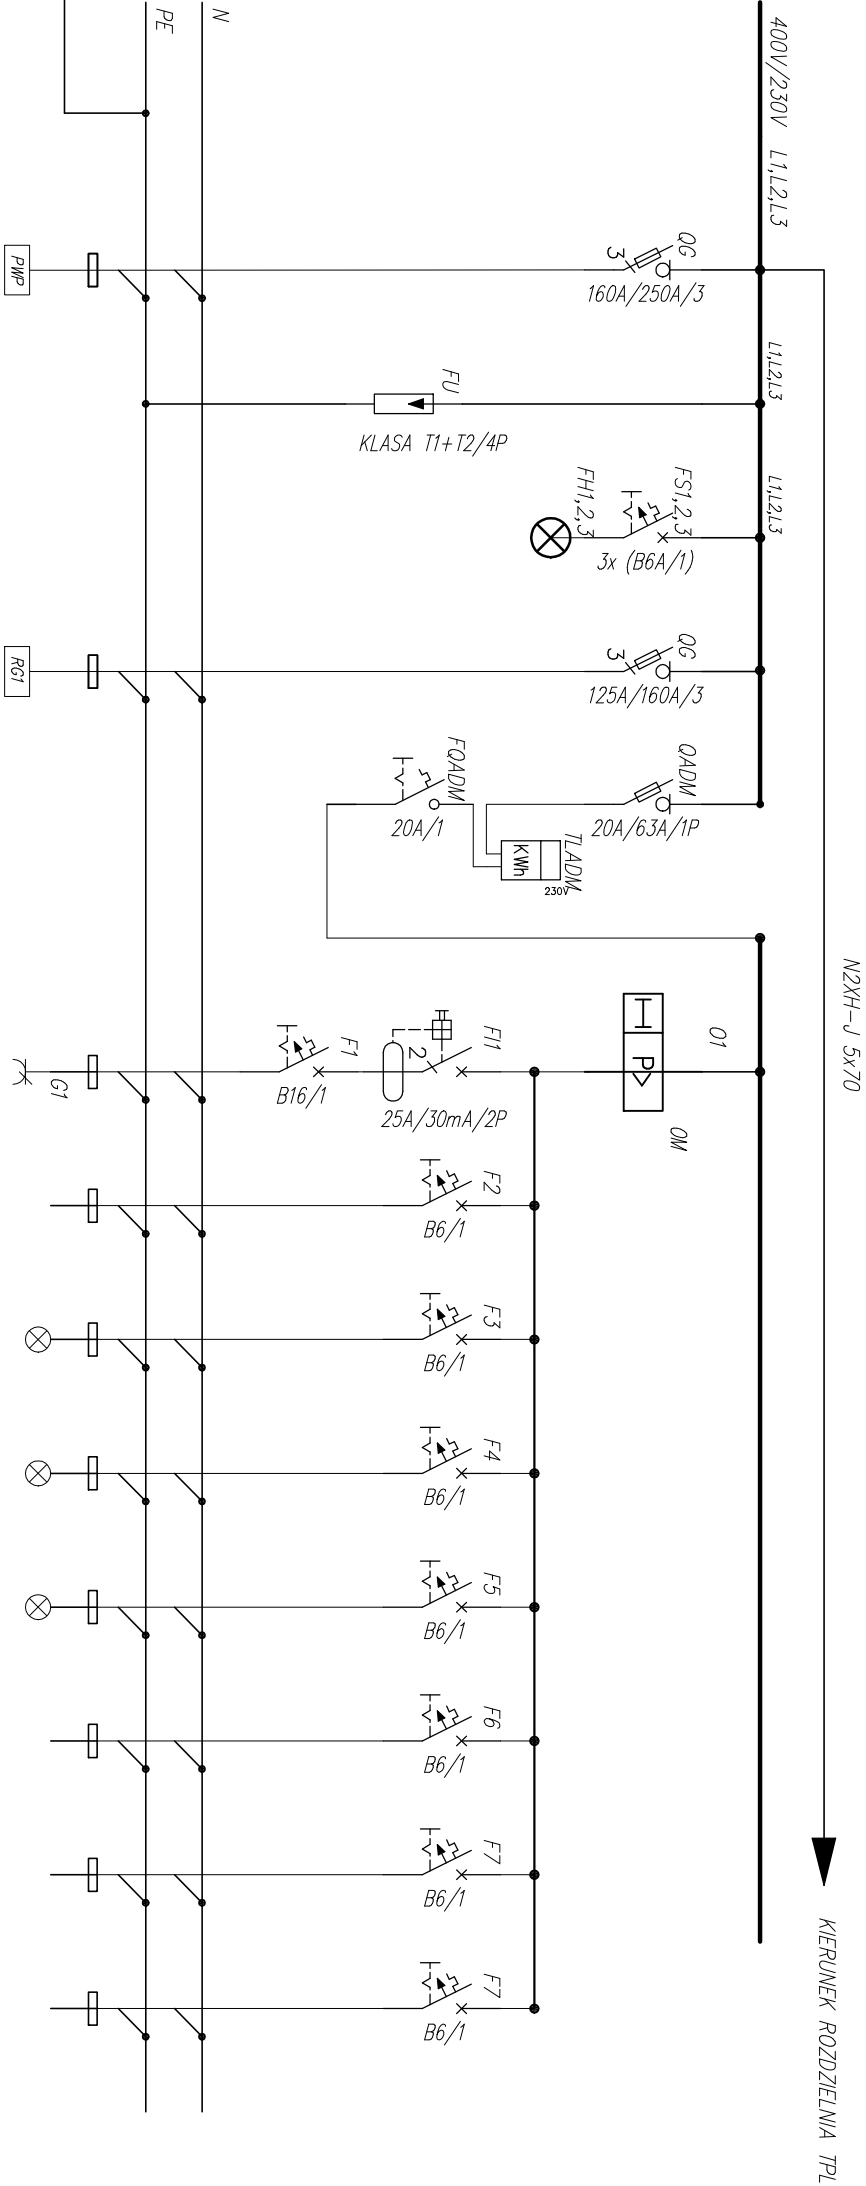 N2XH-J 5x70
KIERUNEK ROZDZIELNIA TPL
400V/230V L1,L2,L3
L1,L2,L3
L1,L2,L3
QG
3
160A/250A/3
FU
KLASA T1+T2/4P
FS1,2,3
3x (B6A/1)
FH1,2,3
QG
3
125A/160A/3
QADM
20A/63A/1P
TLADM
KWh
230V
FQADM
20A/1
O1
OM
H
P
FI1
2
25A/30mA/2P
F1
B16/1
F2
B6/1
F3
B6/1
F4
B6/1
F5
B6/1
F6
B6/1
F7
B6/1
F7
B6/1
N
PE
PWP
RG1
G1